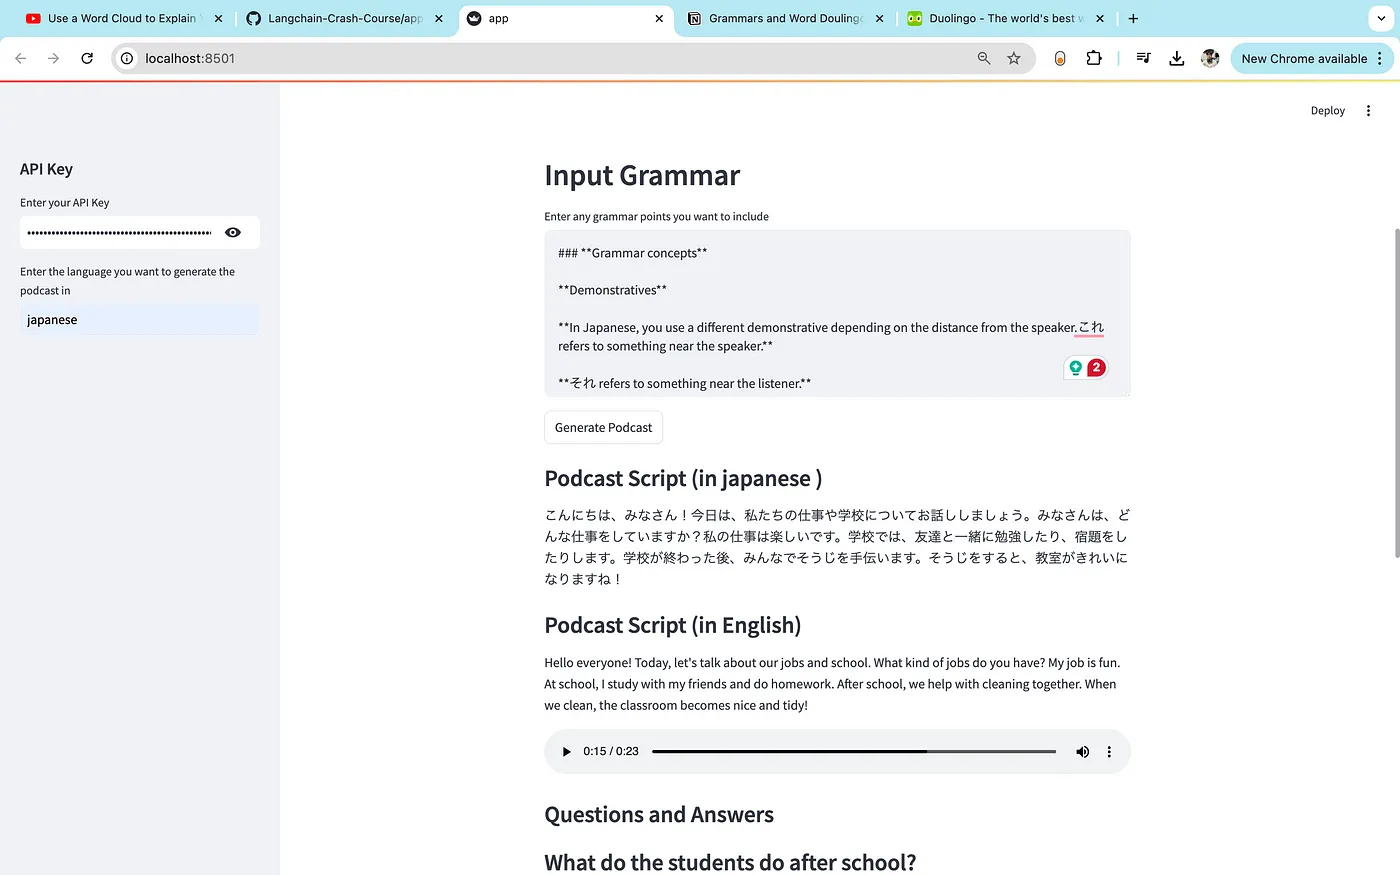 Use a Word Cloud to Explain
Langchain-Crash-Course/app
app
Grammars and Word Doulingo
Duolingo - The world's best w
localhost:8501
New Chrome available
Deploy
API Key
Enter your API Key
Enter the language you want to generate the
podcast in
japanese
Input Grammar
Enter any grammar points you want to include
### **Grammar concepts**
**Demonstratives**
**In Japanese, you use a different demonstrative depending on the distance from the speaker.これ
refers to something near the speaker.**
2
**それ refers to something near the listener.**
Generate Podcast
Podcast Script (in japanese )
こんにちは、みなさん！今日は、私たちの仕事や学校についてお話ししましょう。みなさんは、ど
んな仕事をしていますか？私の仕事は楽しいです。学校では、友達と一緒に勉強したり、宿題をし
たりします。学校が終わった後、みんなでそうじを手伝います。そうじをすると、教室がきれいに
なりますね！
Podcast Script (in English)
Hello everyone! Today, let's talk about our jobs and school. What kind of jobs do you have? My job is fun.
At school, I study with my friends and do homework. After school, we help with cleaning together. When
we clean, the classroom becomes nice and tidy!
0:15 / 0:23
Questions and Answers
What do the students do after school?